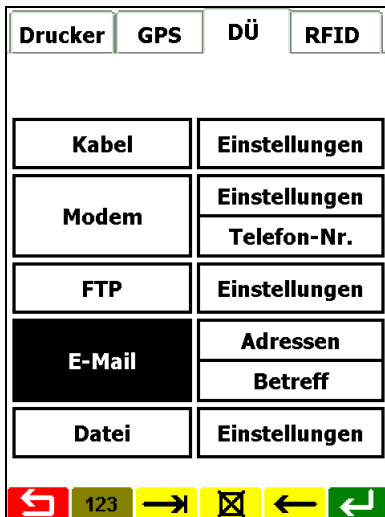 Drucker GPS DÜ RFID
Kabel Einstellungen
Modem Einstellungen
Telefon-Nr.
FTP Einstellungen
E-Mail Adressen
Betreff
Datei Einstellungen
123